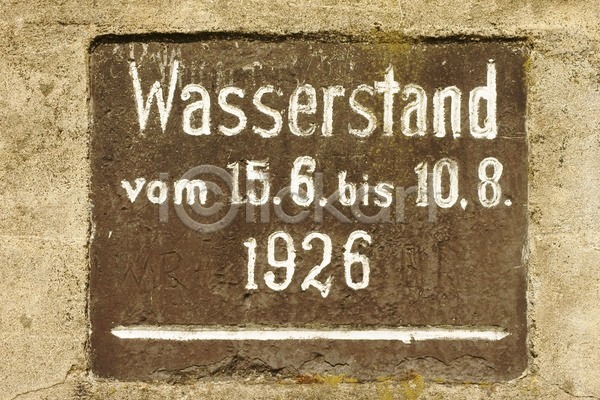 Wasserstand
vom 15.6. bis 10.8.
1926